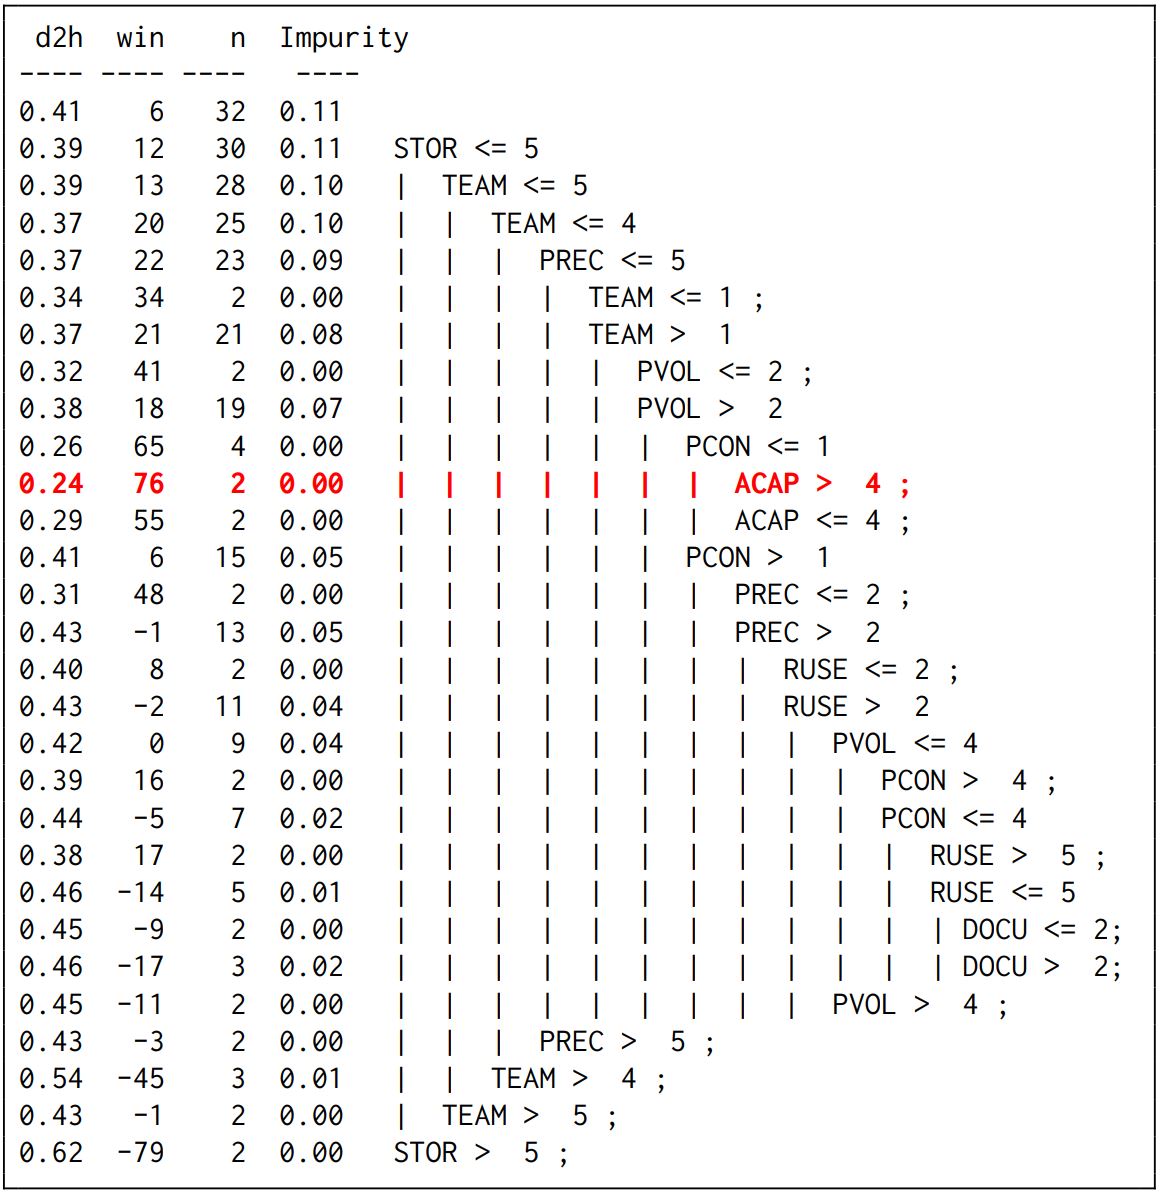 d2h  win    n  Impurity
---- ---- ----   ----
0.41    6   32  0.11
0.39   12   30  0.11   STOR <= 5
0.39   13   28  0.10   |  TEAM <= 5
0.37   20   25  0.10   |  |  TEAM <= 4
0.37   22   23  0.09   |  |  |  PREC <= 5
0.34   34    2  0.00   |  |  |  |  TEAM <= 1 ;
0.37   21   21  0.08   |  |  |  |  TEAM >  1
0.32   41    2  0.00   |  |  |  |  |  PVOL <= 2 ;
0.38   18   19  0.07   |  |  |  |  |  PVOL >  2
0.26   65    4  0.00   |  |  |  |  |  |  PCON <= 1
0.24   76    2  0.00   |  |  |  |  |  |  |  ACAP >  4 ;
0.29   55    2  0.00   |  |  |  |  |  |  |  ACAP <= 4 ;
0.41    6   15  0.05   |  |  |  |  |  |  PCON >  1
0.31   48    2  0.00   |  |  |  |  |  |  |  PREC <= 2 ;
0.43   -1   13  0.05   |  |  |  |  |  |  |  PREC >  2
0.40    8    2  0.00   |  |  |  |  |  |  |  |  RUSE <= 2 ;
0.43   -2   11  0.04   |  |  |  |  |  |  |  |  RUSE >  2
0.42    0    9  0.04   |  |  |  |  |  |  |  |  |  PVOL <= 4
0.39   16    2  0.00   |  |  |  |  |  |  |  |  |  |  PCON >  4 ;
0.44   -5    7  0.02   |  |  |  |  |  |  |  |  |  |  PCON <= 4
0.38   17    2  0.00   |  |  |  |  |  |  |  |  |  |  |  RUSE >  5 ;
0.46  -14    5  0.01   |  |  |  |  |  |  |  |  |  |  |  RUSE <= 5
0.45   -9    2  0.00   |  |  |  |  |  |  |  |  |  |  |  | DOCU <= 2;
0.46  -17    3  0.02   |  |  |  |  |  |  |  |  |  |  |  | DOCU >  2;
0.45  -11    2  0.00   |  |  |  |  |  |  |  |  |  PVOL >  4 ;
0.43   -3    2  0.00   |  |  |  PREC >  5 ;
0.54  -45    3  0.01   |  |  TEAM >  4 ;
0.43   -1    2  0.00   |  TEAM >  5 ;
0.62  -79    2  0.00   STOR >  5 ;